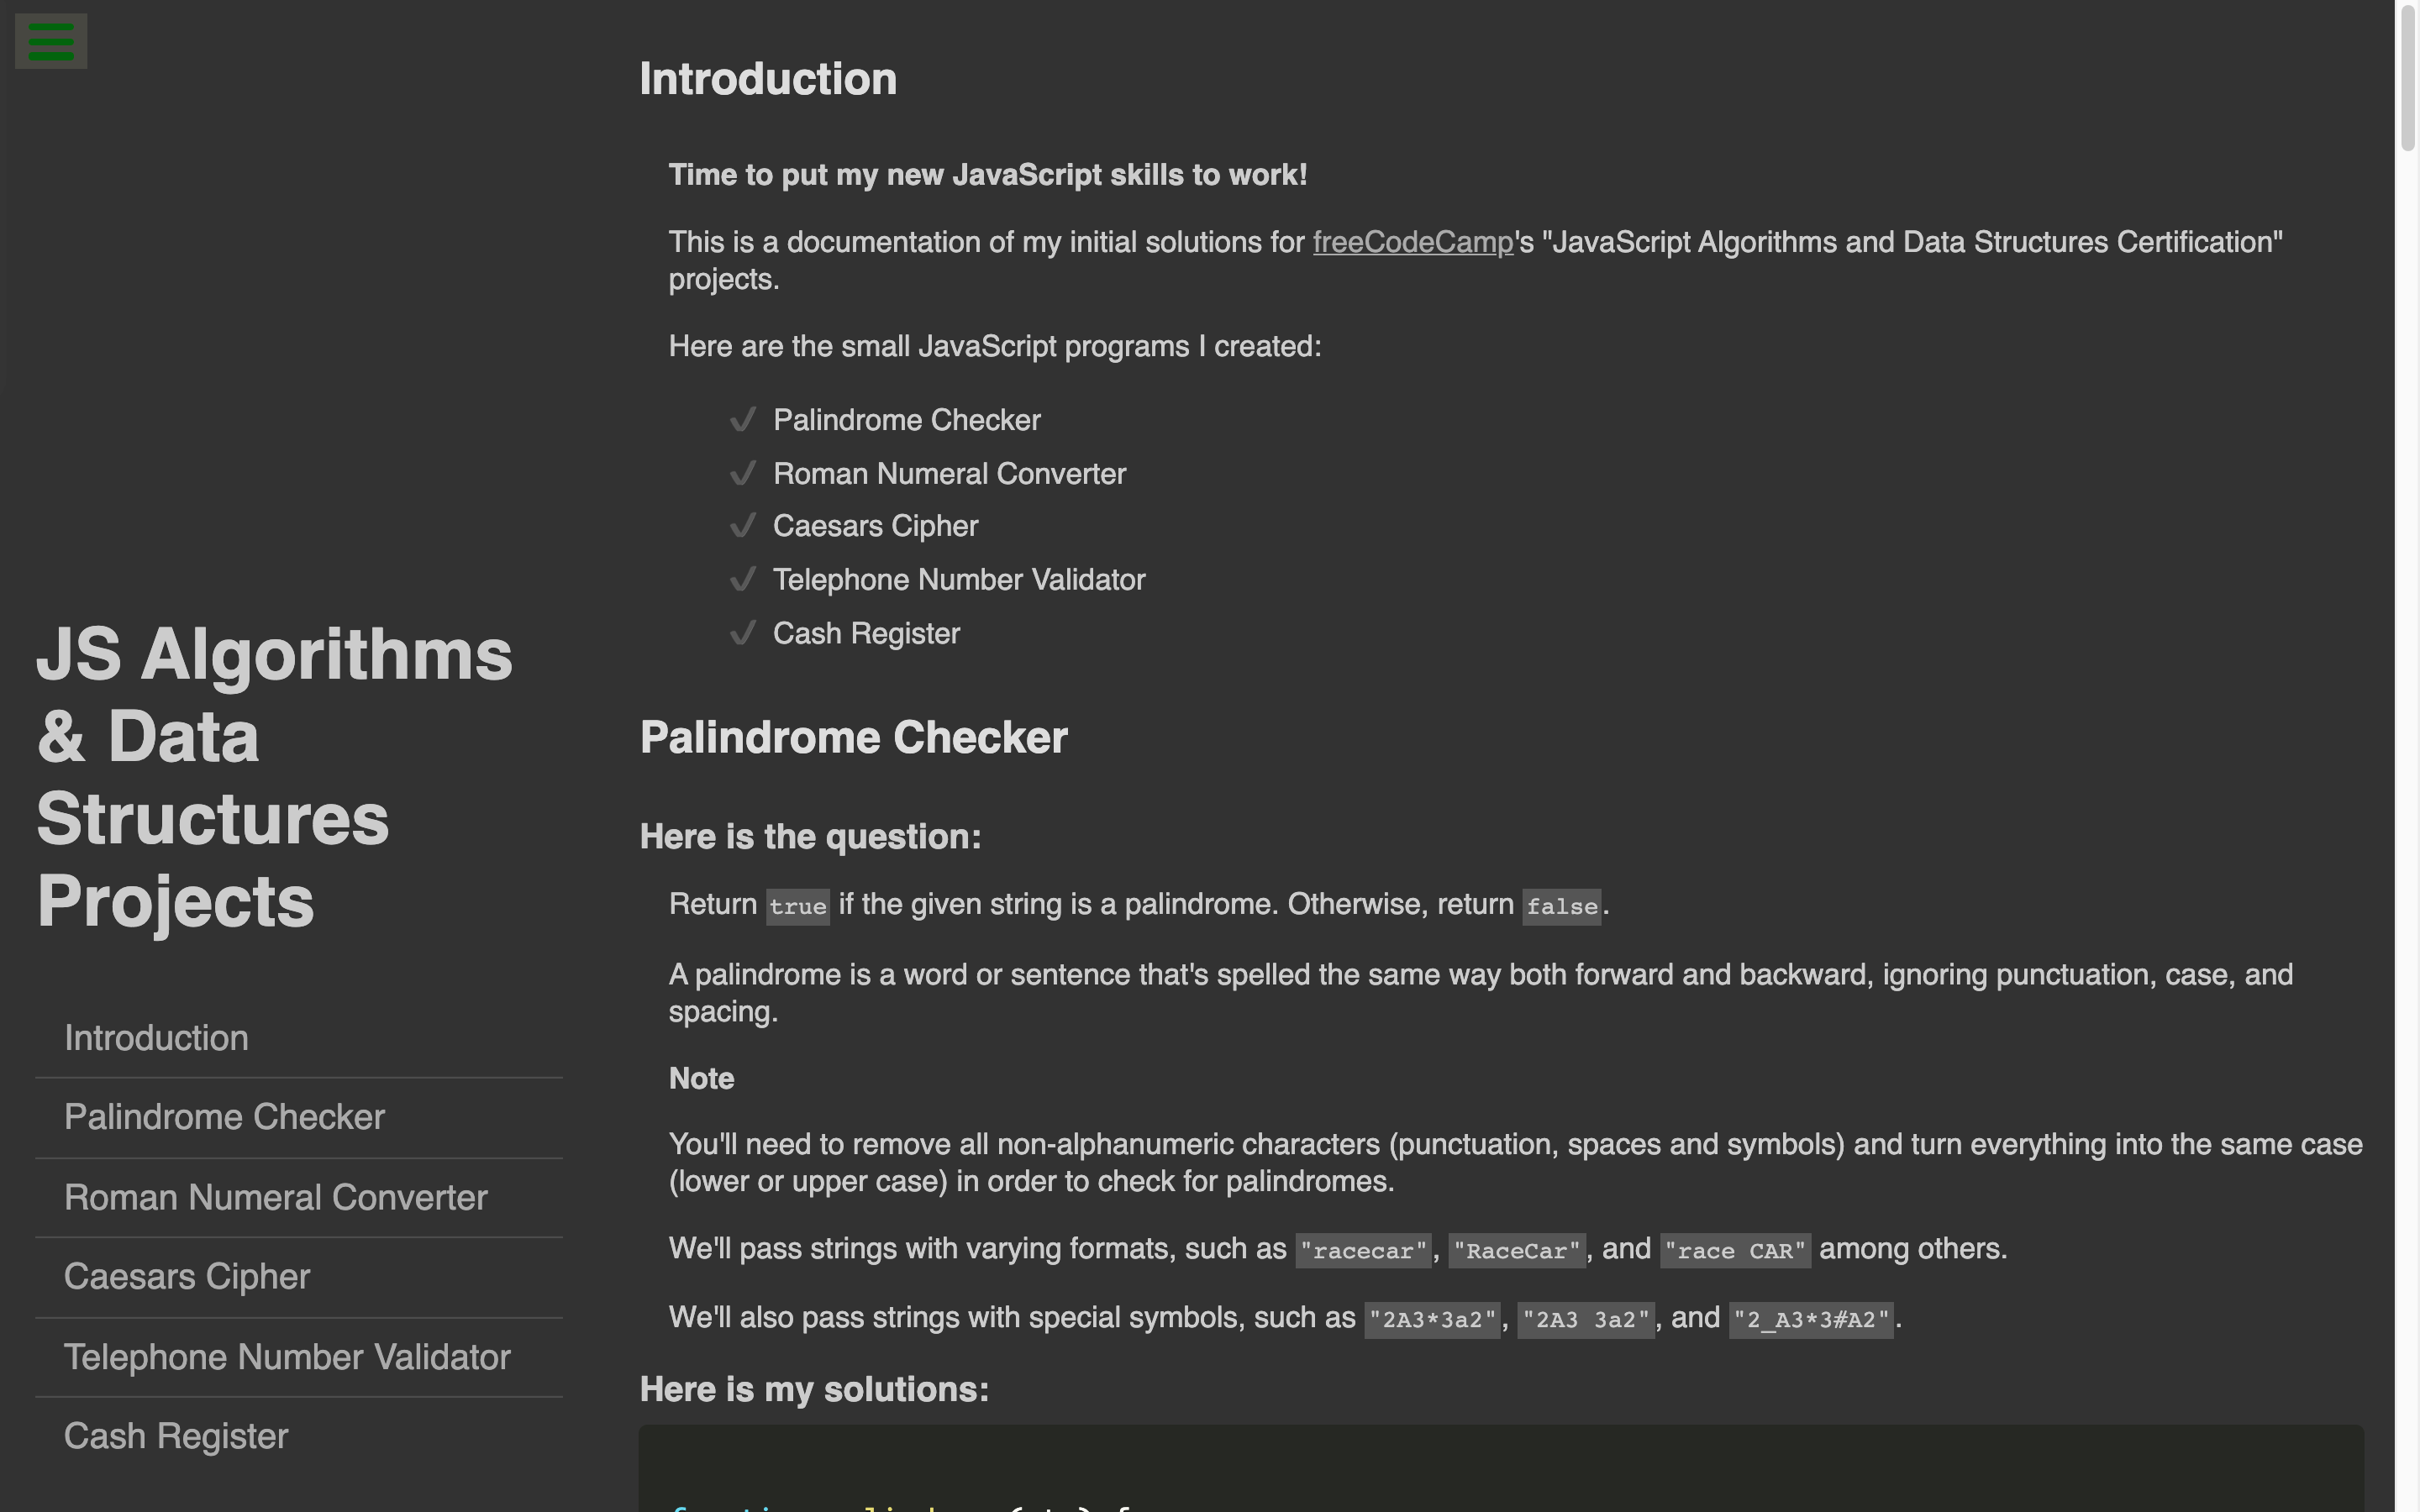 JS Algorithms
& Data
Structures
Projects
Introduction
Palindrome Checker
Roman Numeral Converter
Caesars Cipher
Telephone Number Validator
Cash Register
Introduction
Time to put my new JavaScript skills to work!
This is a documentation of my initial solutions for freeCodeCamp's "JavaScript Algorithms and Data Structures Certification"
projects.
Here are the small JavaScript programs I created:
✓ Palindrome Checker
✓ Roman Numeral Converter
✓ Caesars Cipher
✓ Telephone Number Validator
✓ Cash Register
Palindrome Checker
Here is the question:
Return true if the given string is a palindrome. Otherwise, return false.
A palindrome is a word or sentence that's spelled the same way both forward and backward, ignoring punctuation, case, and
spacing.
Note
You'll need to remove all non-alphanumeric characters (punctuation, spaces and symbols) and turn everything into the same case
(lower or upper case) in order to check for palindromes.
We'll pass strings with varying formats, such as "racecar", "RaceCar", and "race CAR" among others.
We'll also pass strings with special symbols, such as "2A3*3a2", "2A3 3a2", and "2_A3*3#A2".
Here is my solutions: